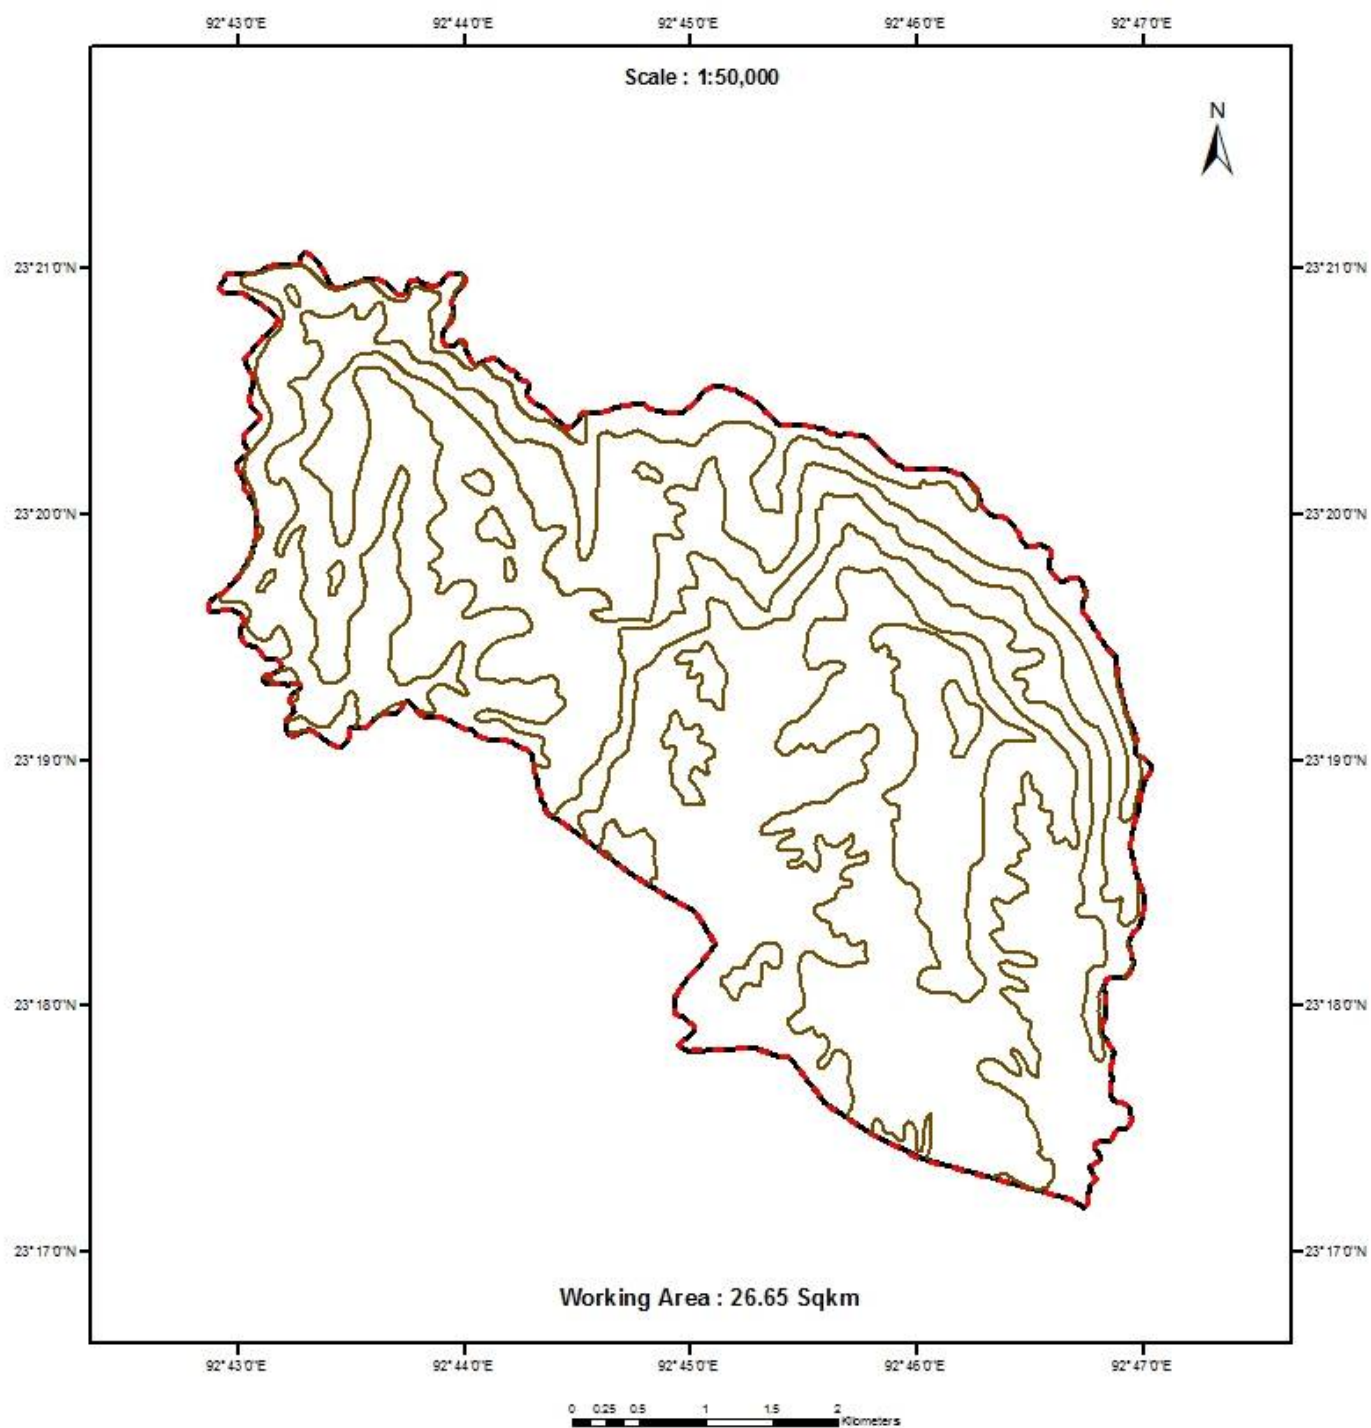 92°43'0"E 92°44'0"E 92°45'0"E 92°46'0"E 92°47'0"E
Scale : 1:50,000
N
23°21'0"N 23°21'0"N
23°20'0"N 23°20'0"N
23°19'0"N 23°19'0"N
23°18'0"N 23°18'0"N
23°17'0"N 23°17'0"N
Working Area : 26.65 Sqkm
92°43'0"E 92°44'0"E 92°45'0"E 92°46'0"E 92°47'0"E
0 0.25 0.5 1 1.5 2
Kilometers